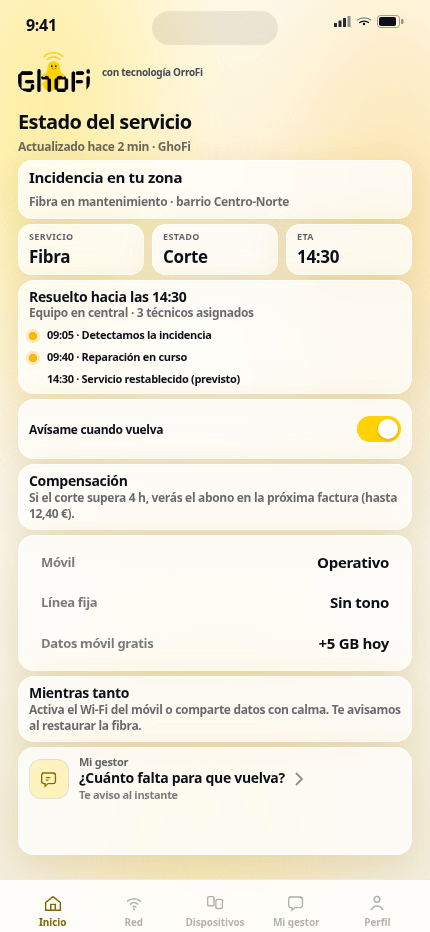 9:41
GhoFi
con tecnología OrroFi
Estado del servicio
Actualizado hace 2 min · GhoFi
Incidencia en tu zona
Fibra en mantenimiento · barrio Centro-Norte
SERVICIO
Fibra
ESTADO
Corte
ETA
14:30
Resuelto hacia las 14:30
Equipo en central · 3 técnicos asignados
09:05 · Detectamos la incidencia
09:40 · Reparación en curso
14:30 · Servicio restablecido (previsto)
Avísame cuando vuelva
Compensación
Si el corte supera 4 h, verás el abono en la próxima factura (hasta
12,40 €).
Móvil Operativo
Línea fija Sin tono
Datos móvil gratis +5 GB hoy
Mientras tanto
Activa el Wi-Fi del móvil o comparte datos con calma. Te avisamos
al restaurar la fibra.
Mi gestor
¿Cuánto falta para que vuelva?
Te aviso al instante
Inicio Red Dispositivos Mi gestor Perfil